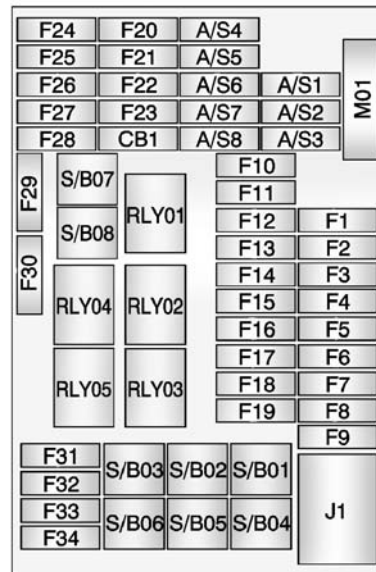 F24 F20 A/S4
F25 F21 A/S5
F26 F22 A/S6 A/S1
F27 F23 A/S7 A/S2
F28 CB1 A/S8 A/S3
M01
F29
F30
S/B07
S/B08
RLY01
RLY04 RLY02
RLY05 RLY03
F10
F11
F12 F1
F13 F2
F14 F3
F15 F4
F16 F5
F17 F6
F18 F7
F19 F8
F9
F31
F32
F33
F34
S/B03 S/B02 S/B01
S/B06 S/B05 S/B04
J1